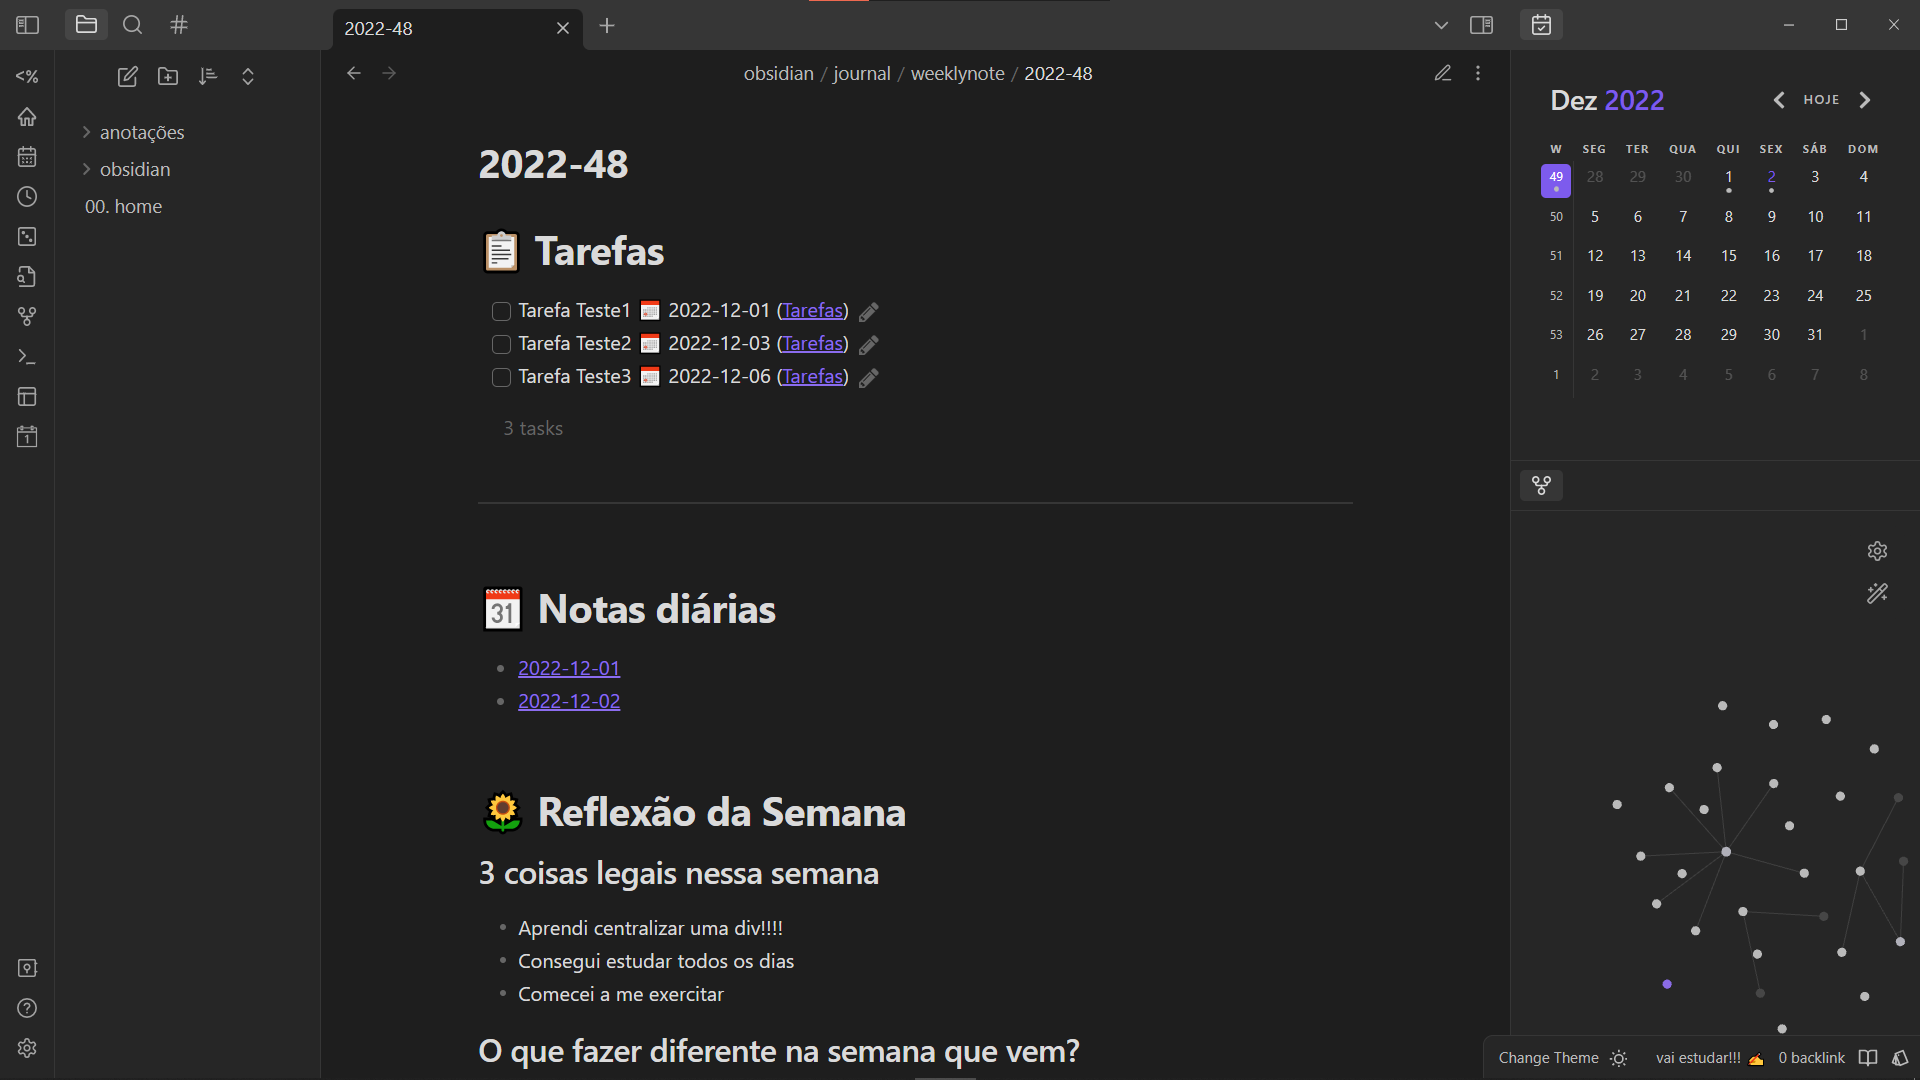 2022-48
<%
anotações
obsidian
00. home
obsidian / journal / weeklynote / 2022-48
2022-48
📋 Tarefas
Tarefa Teste1 📅 2022-12-01 (Tarefas)
Tarefa Teste2 📅 2022-12-03 (Tarefas)
Tarefa Teste3 📅 2022-12-06 (Tarefas)
3 tasks
31 Notas diárias
2022-12-01
2022-12-02
🌻 Reflexão da Semana
3 coisas legais nessa semana
Aprendi centralizar uma div!!!!
Consegui estudar todos os dias
Comecei a me exercitar
O que fazer diferente na semana que vem?
Dez 2022 HOJE
W SEG TER QUA QUI SEX SÁB DOM
49 28 29 30 1 2 3 4
50 5 6 7 8 9 10 11
51 12 13 14 15 16 17 18
52 19 20 21 22 23 24 25
53 26 27 28 29 30 31 1
1 2 3 4 5 6 7 8
Change Theme vai estudar!!! ✍ 0 backlink